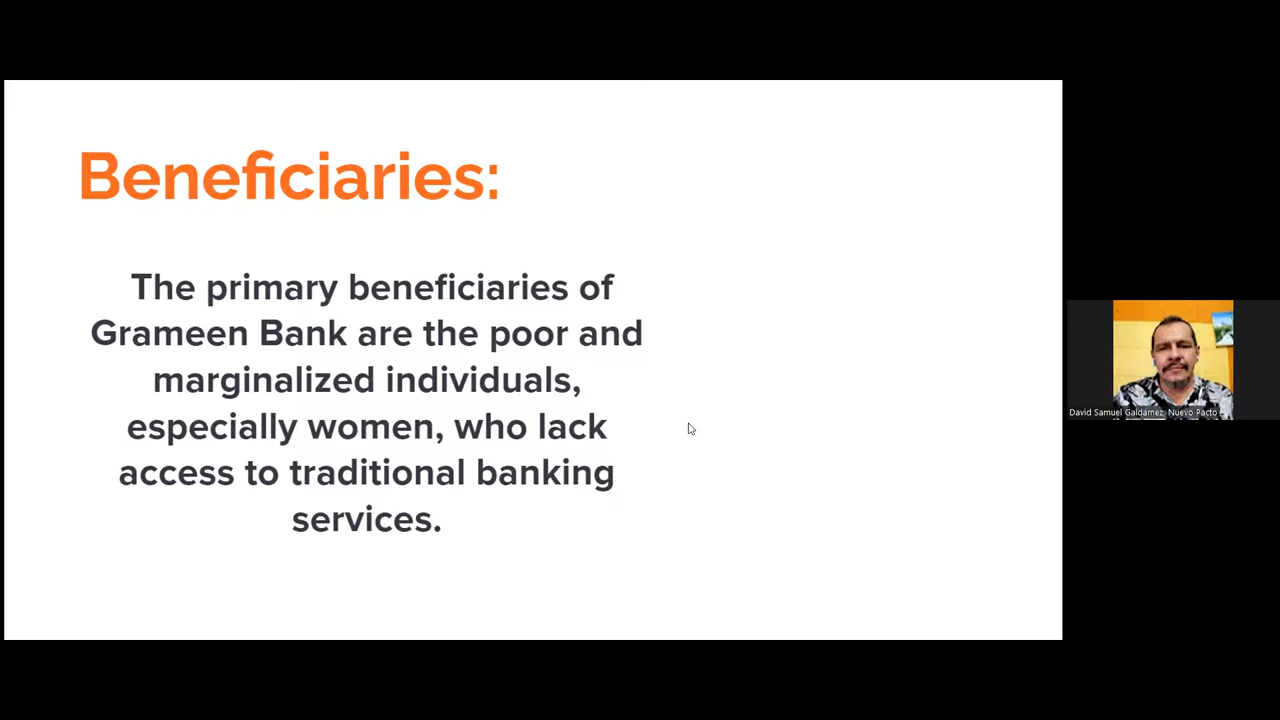 Beneficiaries:
The primary beneficiaries of
Grameen Bank are the poor and
marginalized individuals,
especially women, who lack
access to traditional banking
services.
David Samuel Galdámez Nuevo Pacto